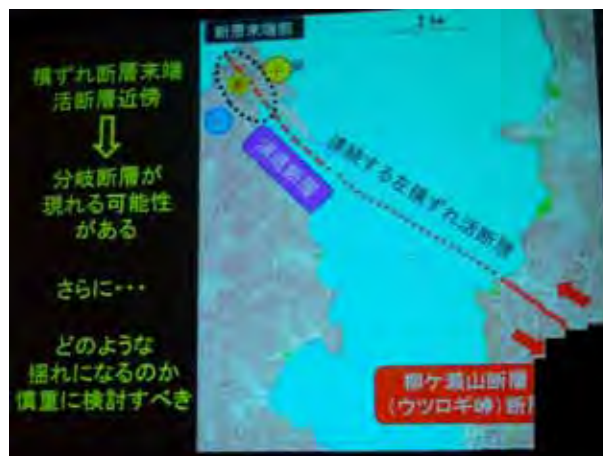 横ずれ断層末端
活断層近傍
分岐断層が
現れる可能性
がある
さらに・・・
どのような
揺れになるのか
慎重に検討すべき
断層末端部
連続する左横ずれ活断層
柳ケ瀬山断層
(ウツロギ峠)断